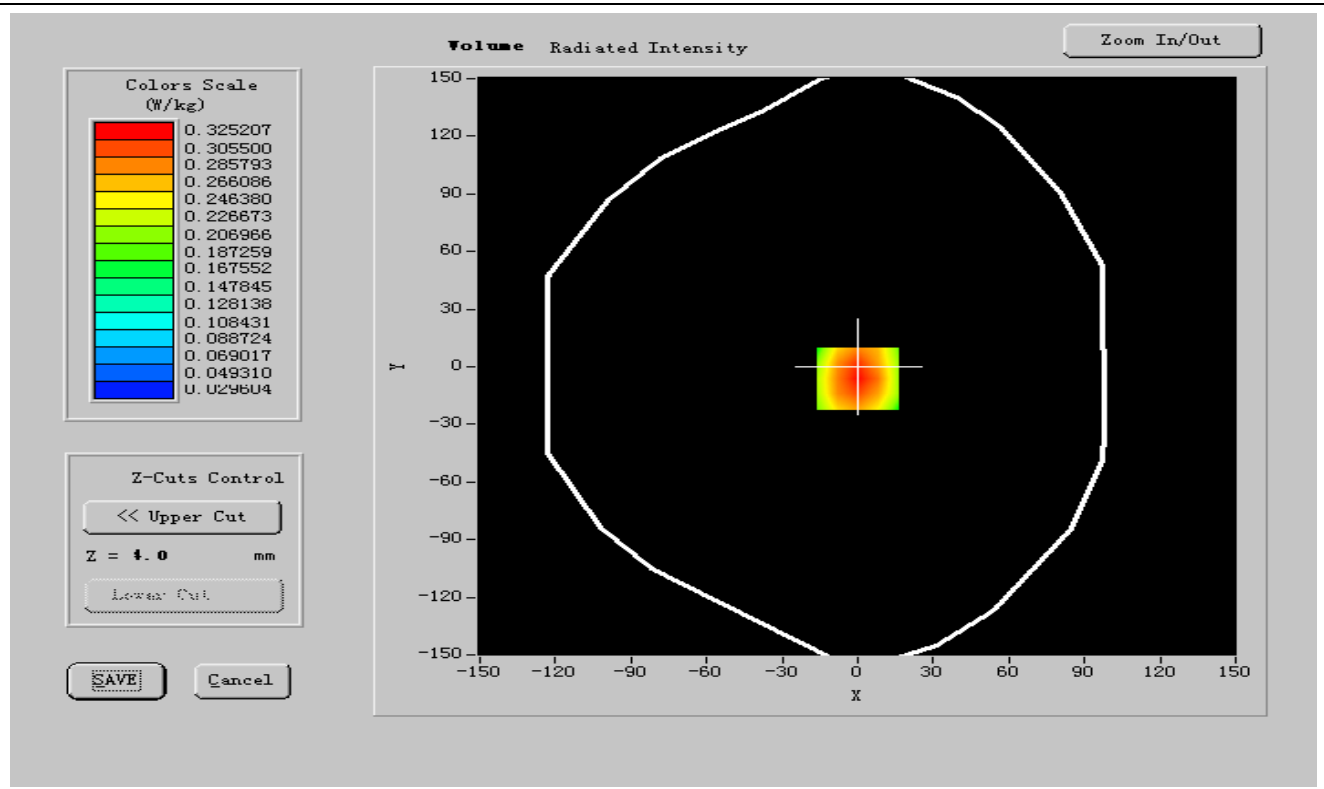 Volume Radiated Intensity
Zoom In/Out
Colors Scale
(W/kg)
0.325207
0.305500
0.285793
0.266086
0.246380
0.226673
0.206966
0.187259
0.167552
0.147845
0.128138
0.108431
0.088724
0.069017
0.049310
0.029604
Z-Cuts Control
<< Upper Cut
Z = 4.0 mm
Lower Cut
SAVE
Cancel
150
120
90
60
30
0
-30
-60
-90
-120
-150
Y
-150 -120 -90 -60 -30 0 30 60 90 120 150
X